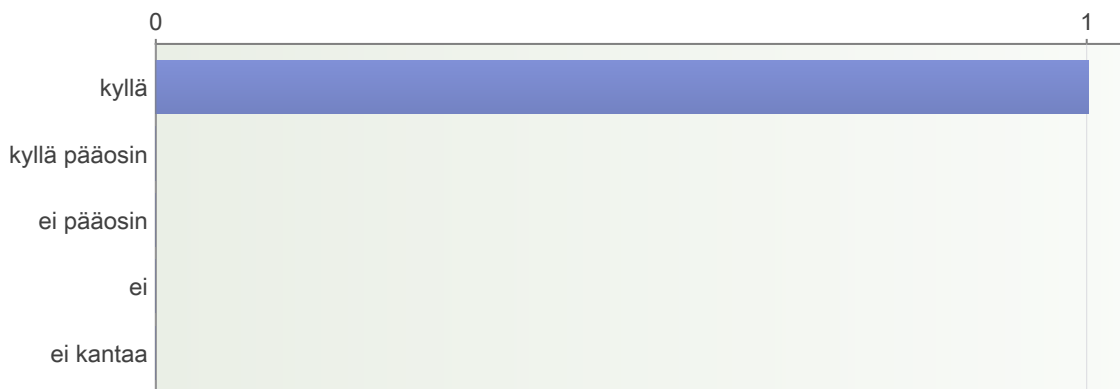 0 1
kyllä
kyllä pääosin
ei pääosin
ei
ei kantaa